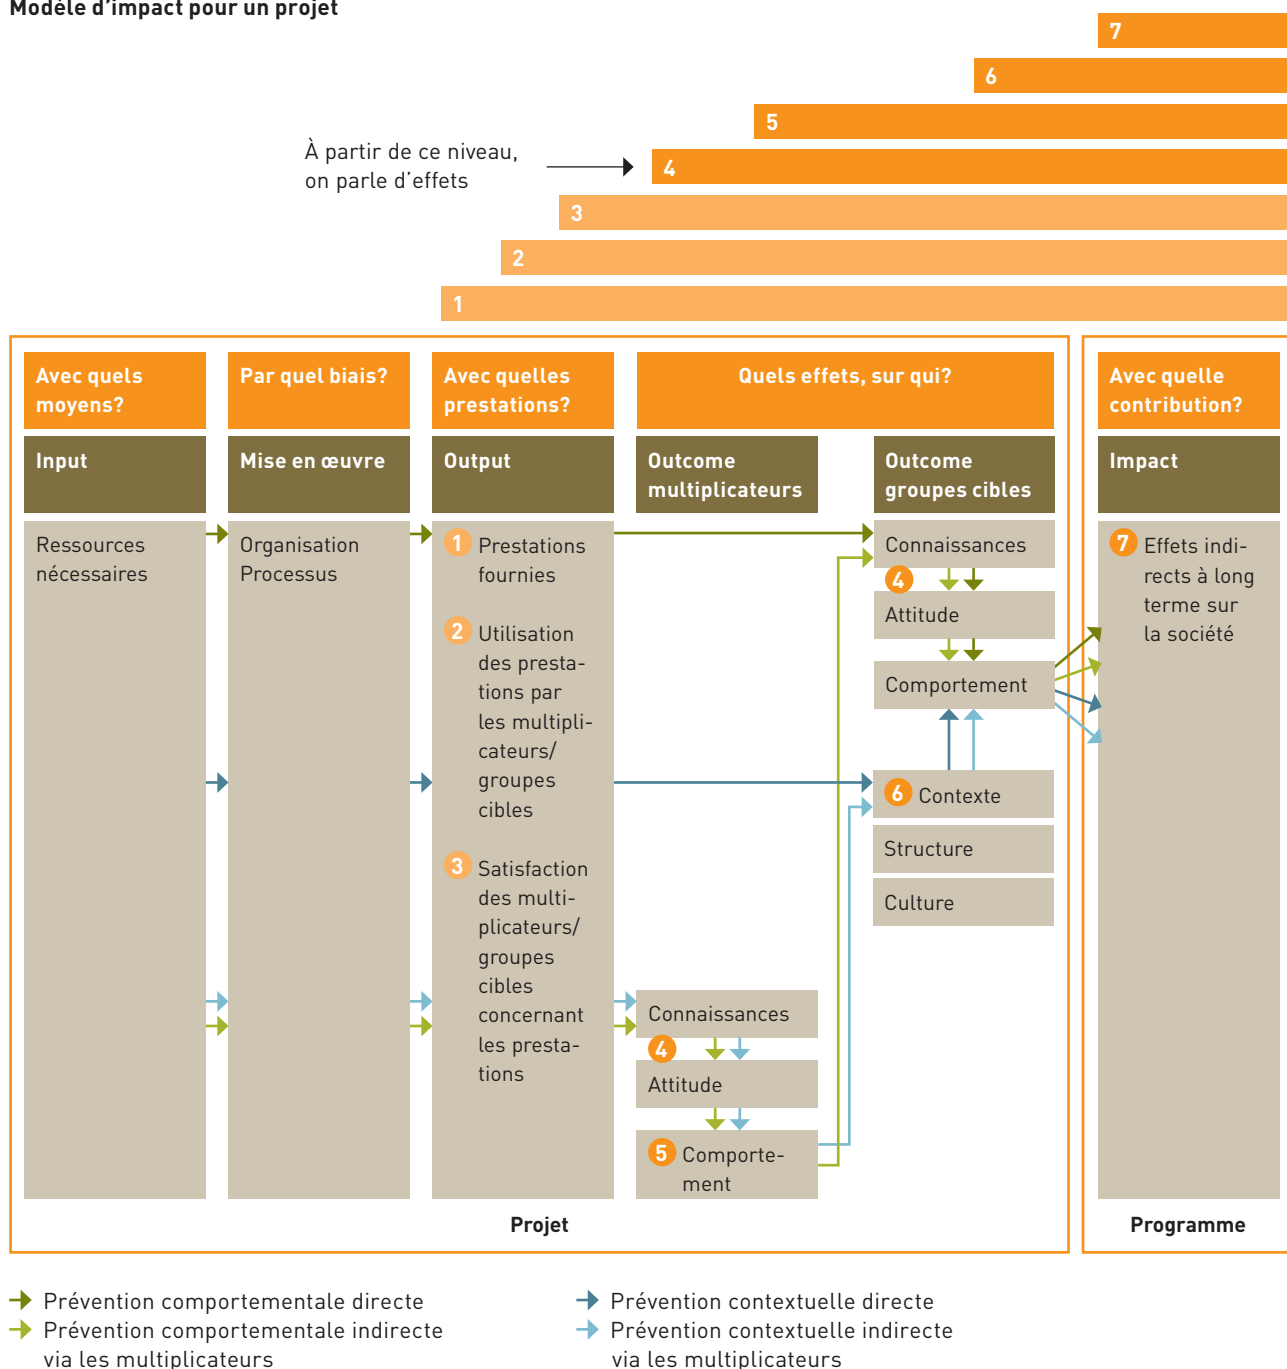 Modèle d'impact pour un projet
7
6
5
À partir de ce niveau,
on parle d'effets
4
3
2
1
Avec quels
moyens?
Par quel biais?
Avec quelles
prestations?
Quels effets, sur qui?
Avec quelle
contribution?
Input
Mise en œuvre
Output
Outcome
multiplicateurs
Outcome
groupes cibles
Impact
Ressources
nécessaires
Organisation
Processus
1 Prestations
fournies
2 Utilisation
des presta-
tions par
les multipli-
cateurs/
groupes
cibles
3 Satisfaction
des multi-
plicateurs/
groupes
cibles
concernant
les presta-
tions
Connaissances
4
Attitude
5 Comporte-
ment
Connaissances
4
Attitude
Comportement
6 Contexte
Structure
Culture
7 Effets indi-
rects à long
terme sur
la société
Projet
Programme
Prévention comportementale directe
Prévention comportementale indirecte
via les multiplicateurs
Prévention contextuelle directe
Prévention contextuelle indirecte
via les multiplicateurs